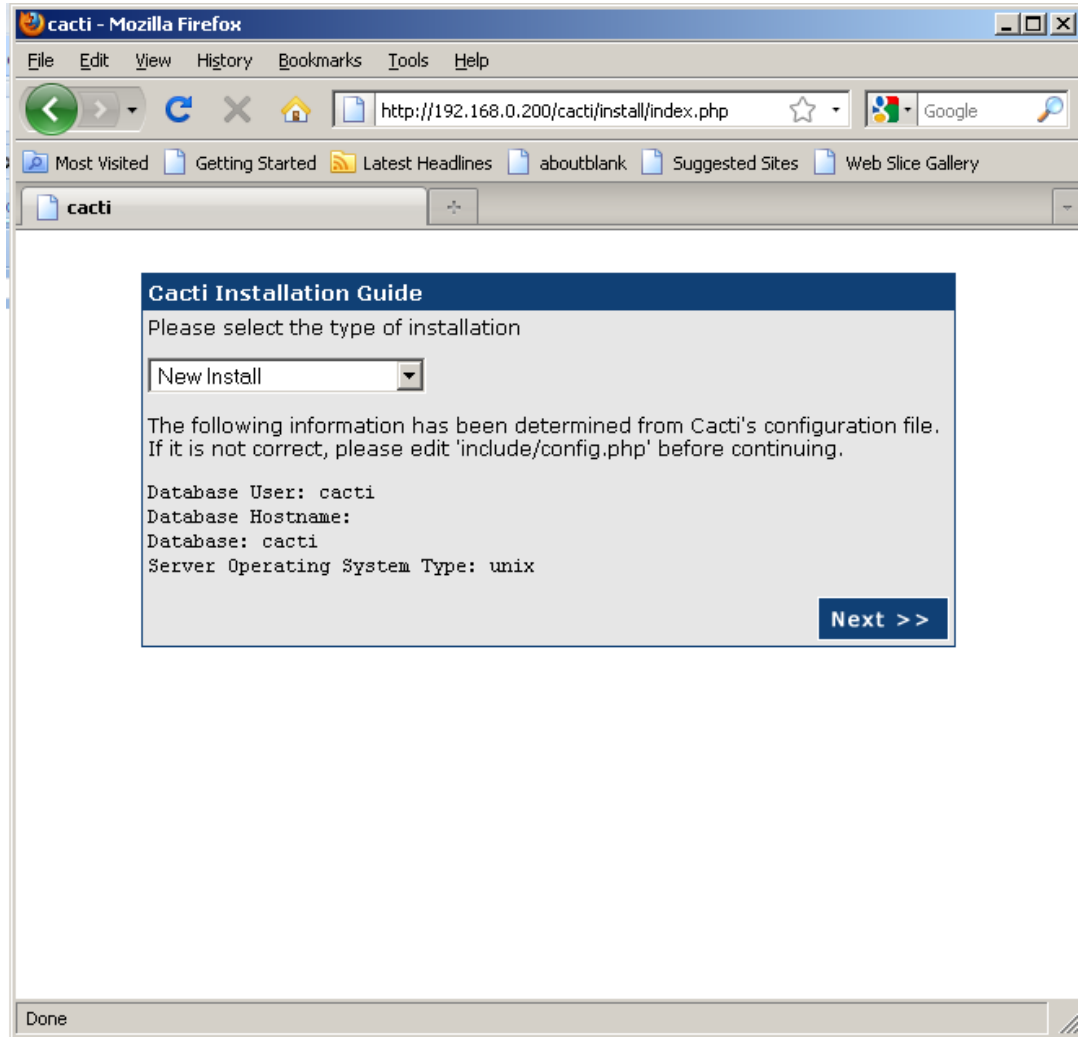 cacti - Mozilla Firefox
File Edit View History Bookmarks Tools Help
http://192.168.0.200/cacti/install/index.php Google
Most Visited Getting Started Latest Headlines aboutblank Suggested Sites Web Slice Gallery
cacti
Cacti Installation Guide
Please select the type of installation
New Install
The following information has been determined from Cacti's configuration file.
If it is not correct, please edit 'include/config.php' before continuing.
Database User: cacti
Database Hostname:
Database: cacti
Server Operating System Type: unix
Next >>
Done